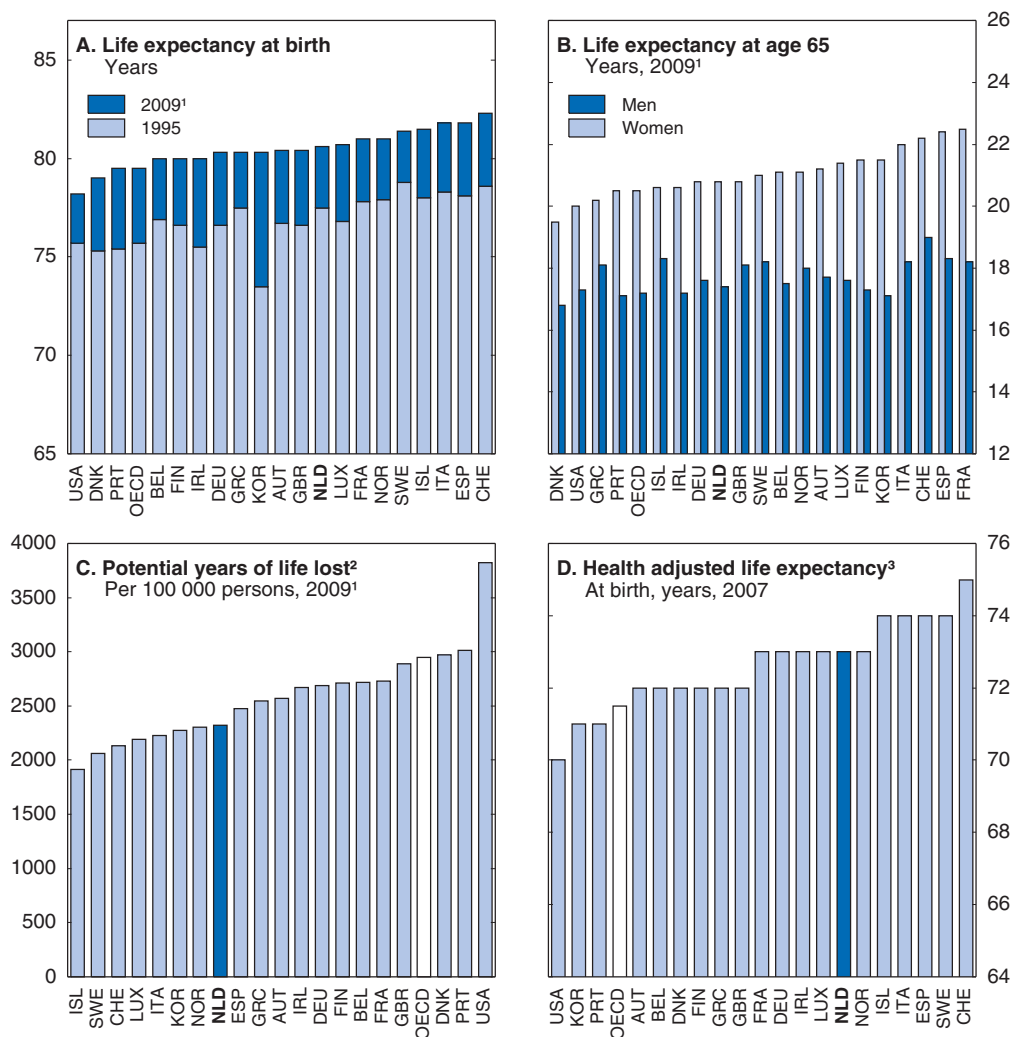 A. Life expectancy at birth
Years
2009¹
1995
85
80
75
70
65
USA DNK PRT OECD BEL FIN IRL DEU GRC KOR AUT GBR NLD LUX FRA NOR SWE ISL ITA ESP CHE
B. Life expectancy at age 65
Years, 2009¹
Men
Women
26
24
22
20
18
16
14
12
DNK USA GRC PRT OECD ISL IRL DEU NLD GBR SWE BEL NOR AUT LUX FIN KOR ITA CHE ESP FRA
C. Potential years of life lost²
Per 100 000 persons, 2009¹
4000
3500
3000
2500
2000
1500
1000
500
0
ISL SWE CHE LUX ITA KOR NOR NLD ESP GRC AUT IRL DEU FIN BEL FRA GBR OECD DNK PRT USA
D. Health adjusted life expectancy³
At birth, years, 2007
76
74
72
70
68
66
64
USA KOR PRT OECD AUT BEL DNK FIN GRC GBR FRA DEU IRL LUX NLD NOR ISL ITA ESP SWE CHE